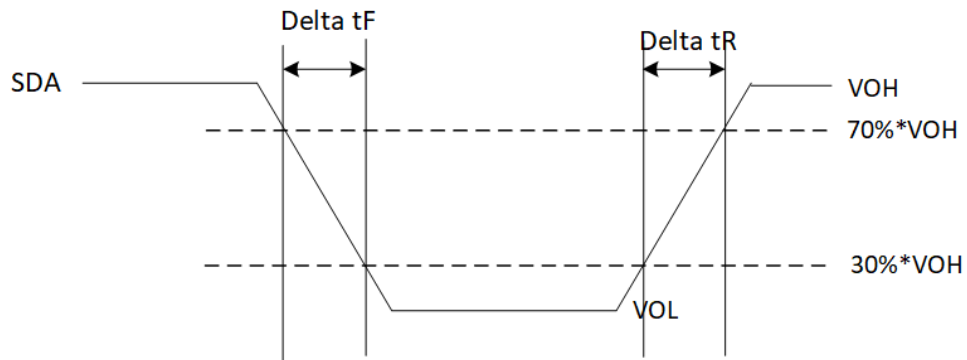 Delta tF
Delta tR
SDA
VOH
70%*VOH
30%*VOH
VOL